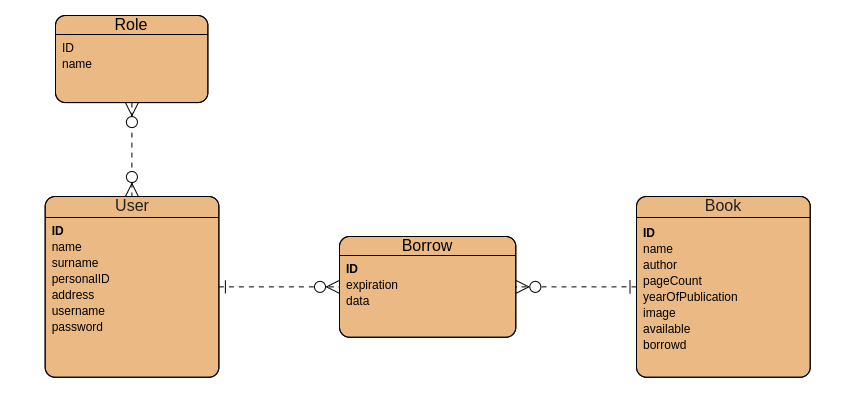 Role
ID
name
User
ID
name
surname
personalID
address
username
password
Borrow
ID
expiration
data
Book
ID
name
author
pageCount
yearOfPublication
image
available
borrowd